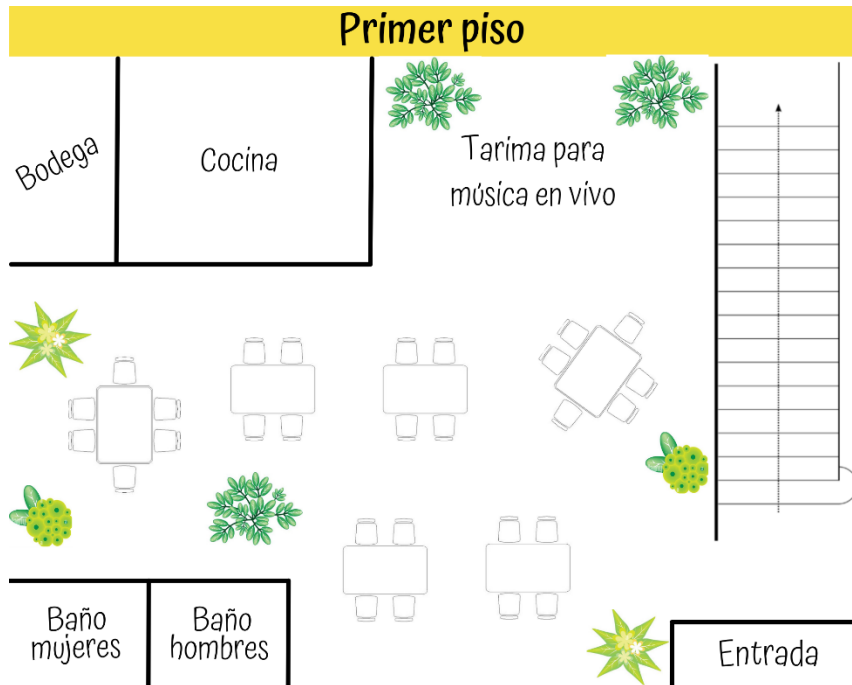 Primer piso
Bodega
Cocina
Tarima para
música en vivo
Baño
mujeres
Baño
hombres
Entrada